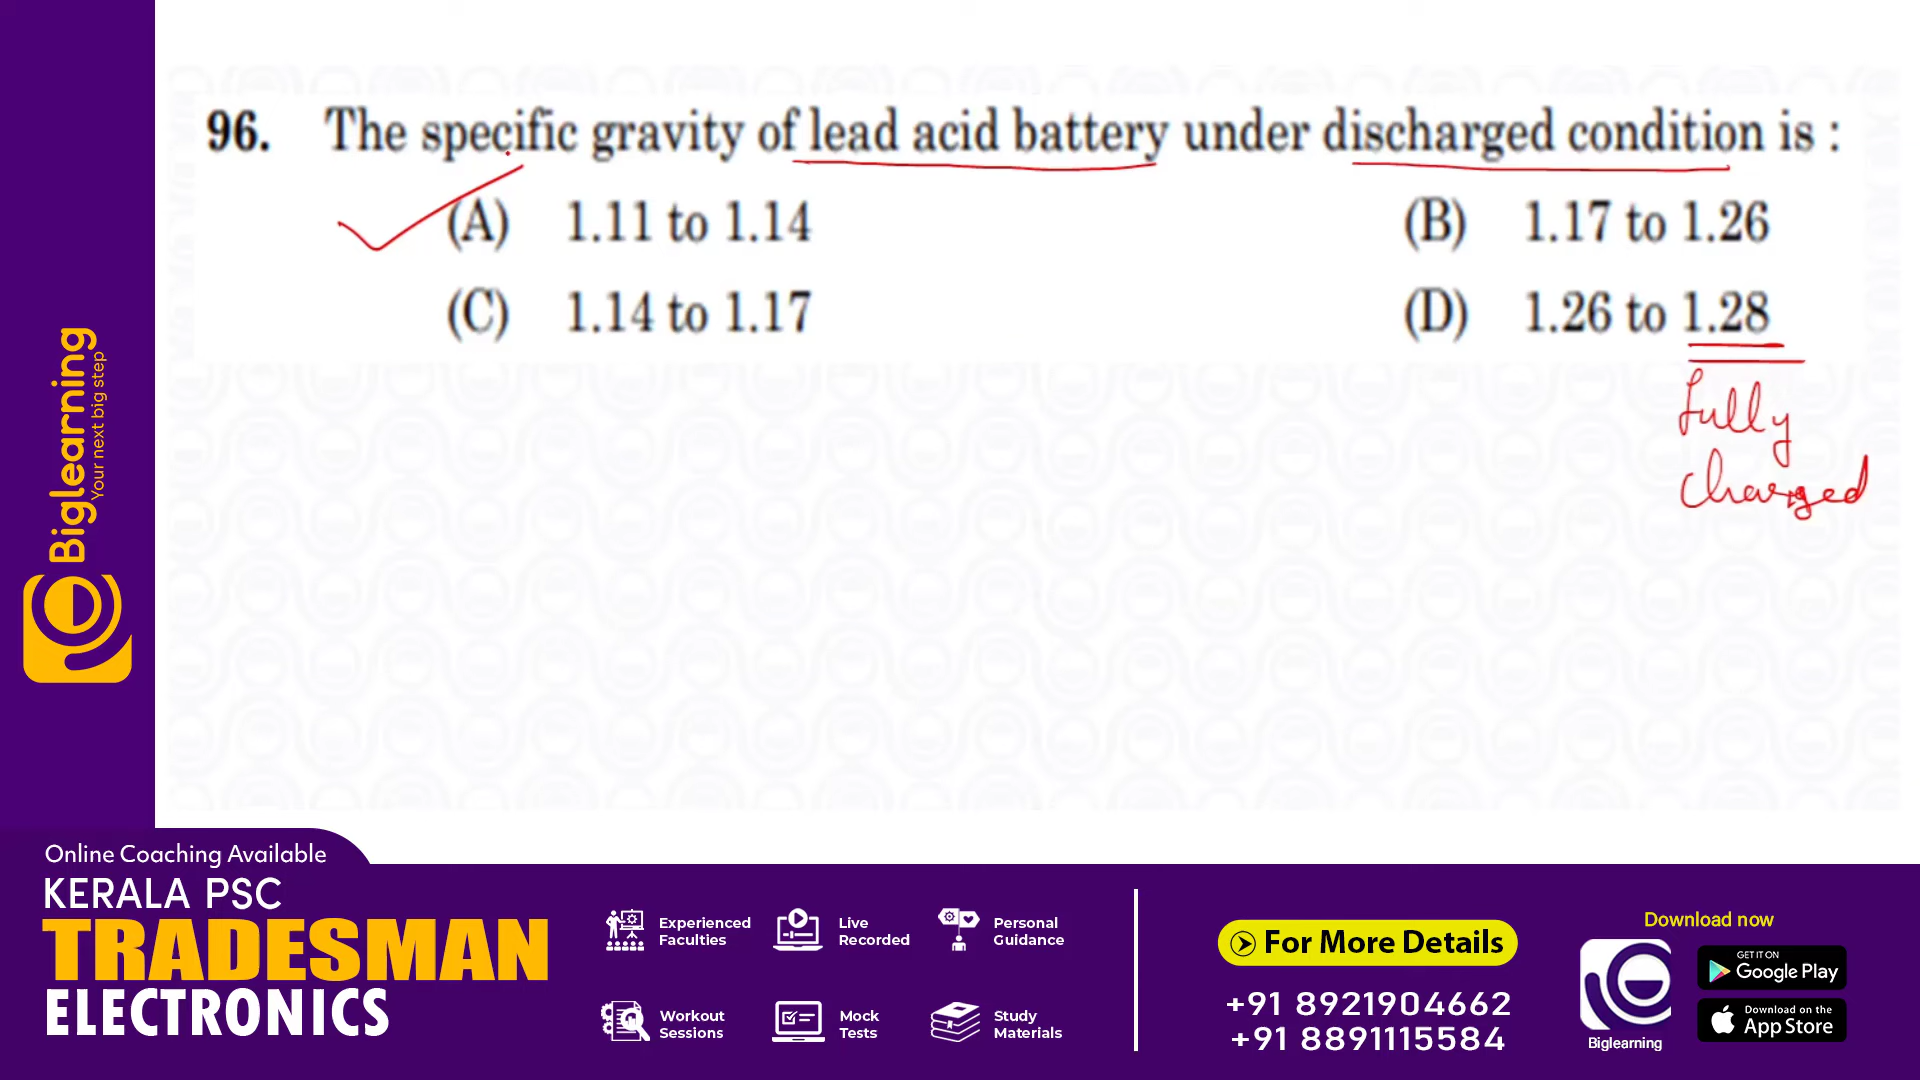 96. The specific gravity of lead acid battery under discharged condition is :
(A) 1.11 to 1.14
(B) 1.17 to 1.26
(C) 1.14 to 1.17
(D) 1.26 to 1.28
fully
charged
Biglearning
Your next big step
Online Coaching Available
KERALA PSC
TRADESMAN
ELECTRONICS
Experienced
Faculties
Live
Recorded
Personal
Guidance
Workout
Sessions
Mock
Tests
Study
Materials
For More Details
+91 8921904662
+91 8891115584
Download now
Biglearning
GET IT ON
Google Play
Download on the
App Store